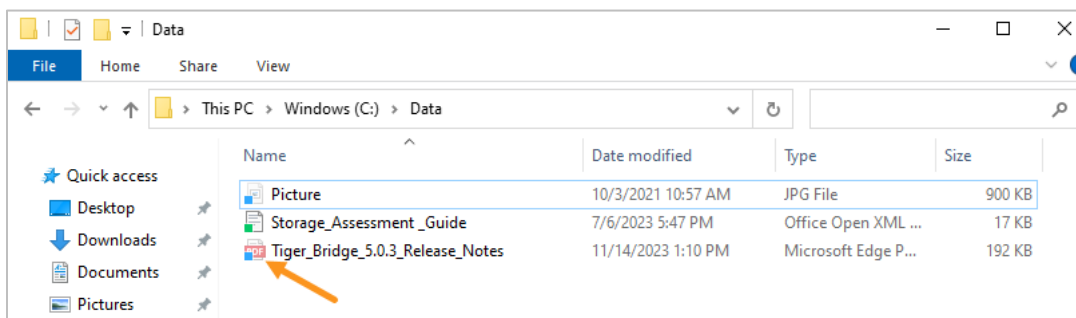 Data
File Home Share View
This PC > Windows (C:) > Data
Name Date modified Type Size
Quick access
Desktop
Downloads
Documents
Pictures
Picture 10/3/2021 10:57 AM JPG File 900 KB
Storage_Assessment _Guide 7/6/2023 5:47 PM Office Open XML ... 17 KB
PDF Tiger_Bridge_5.0.3_Release_Notes 11/14/2023 1:10 PM Microsoft Edge P... 192 KB